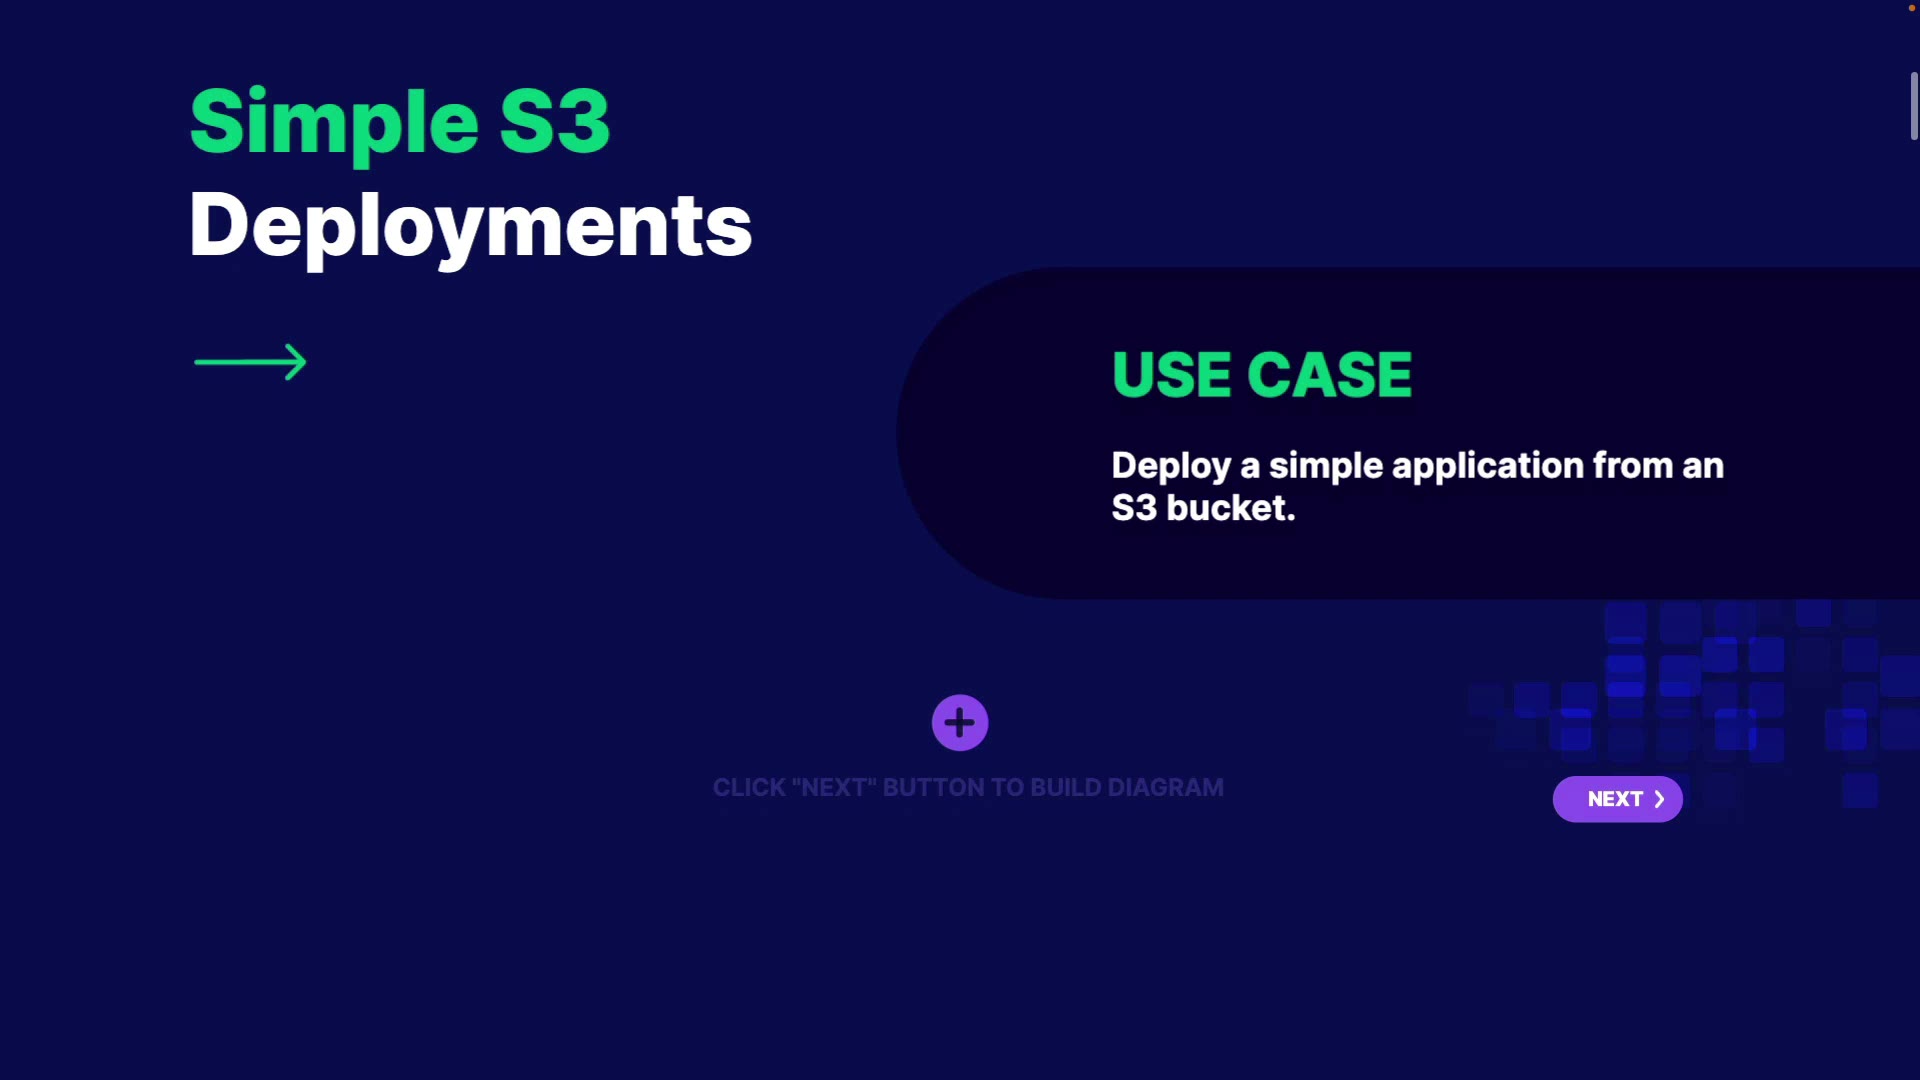 Simple S3
Deployments
USE CASE
Deploy a simple application from an
S3 bucket.
CLICK "NEXT" BUTTON TO BUILD DIAGRAM
NEXT